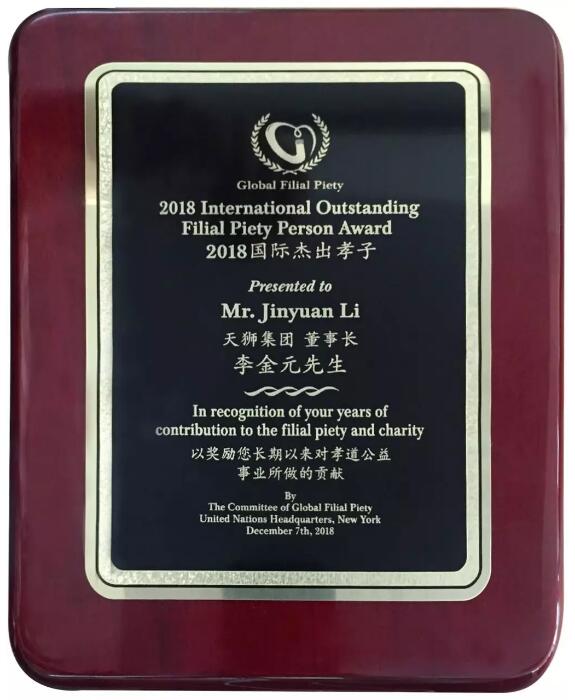 Global Filial Piety
2018 International Outstanding
Filial Piety Person Award
2018国际杰出孝子
Presented to
Mr. Jinyuan Li
天狮集团 董事长
李金元先生
In recognition of your years of
contribution to the filial piety and charity
以奖励您长期以来对孝道公益
事业所做的贡献
By
The Committee of Global Filial Piety
United Nations Headquarters, New York
December 7th, 2018